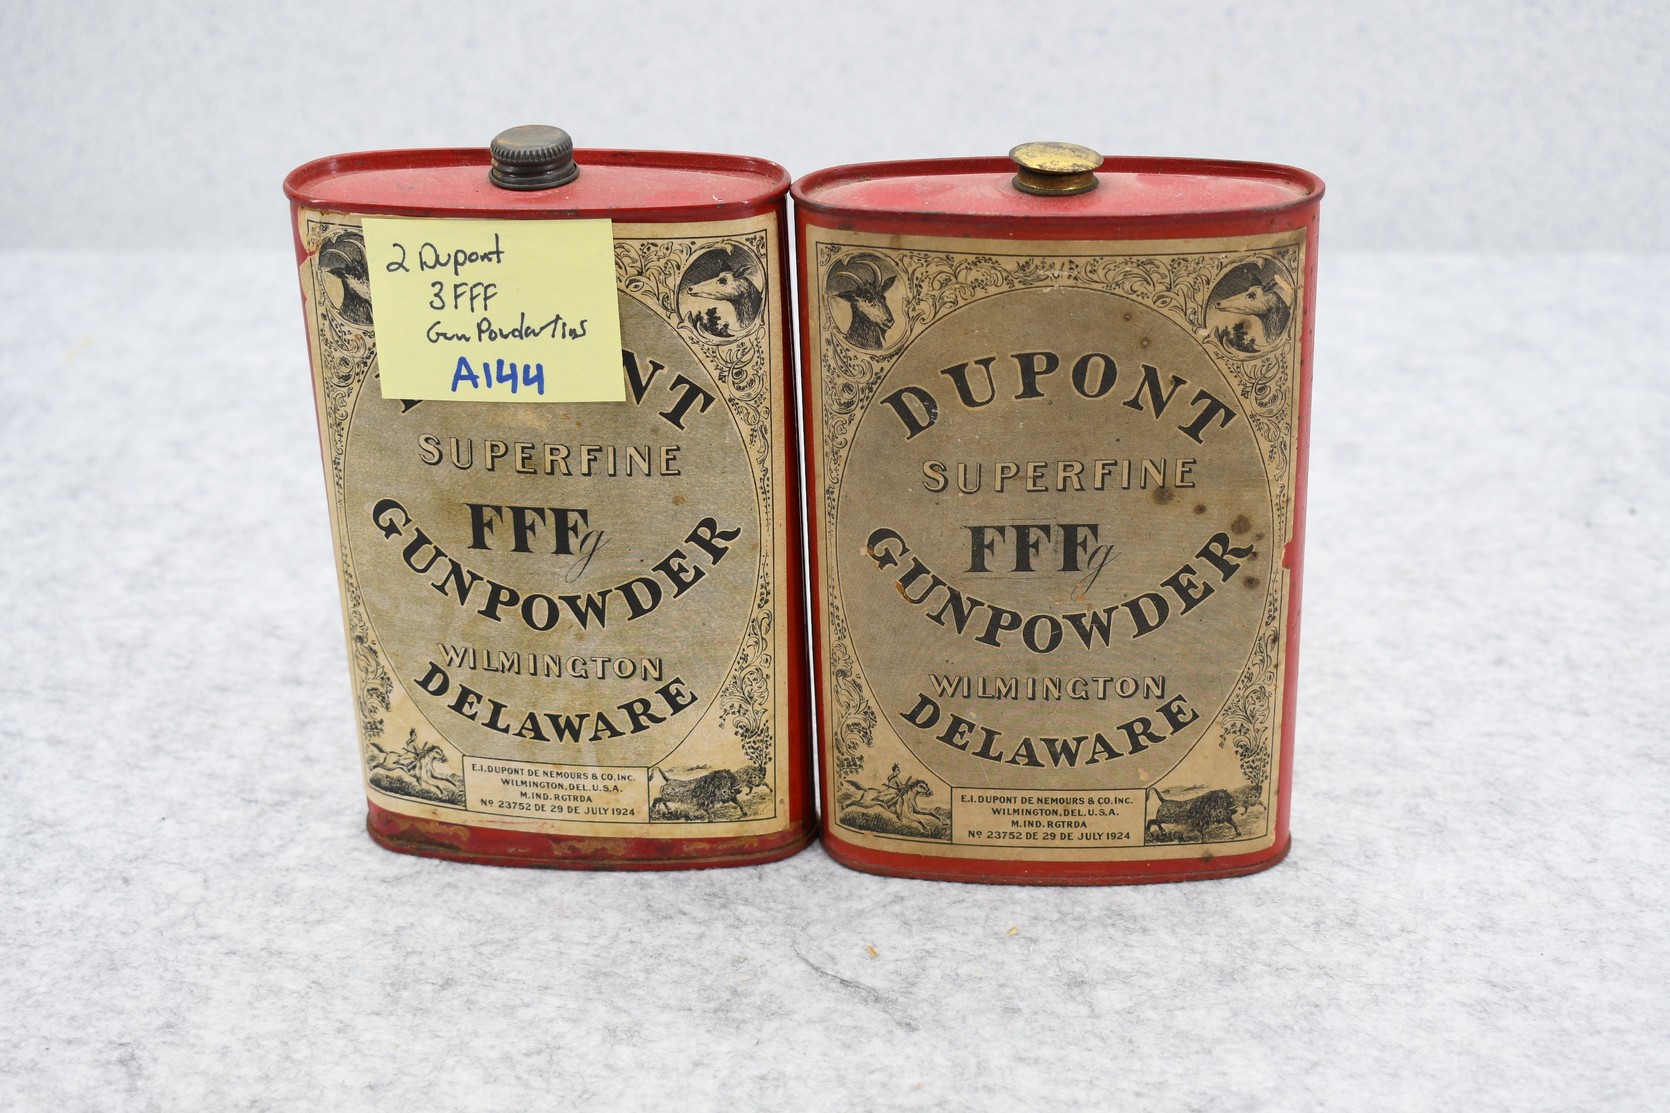 2 Dupont
3 FFF
Gun Powder Tins
A144
NT
SUPERFINE
FFFg
GUNPOWDER
WILMINGTON
DELAWARE
E.I.DUPONT DE NEMOURS & CO.INC.
WILMINGTON, DEL. U.S.A.
M.IND.RGTRDA
Nº 23752 DE 29 DE JULY 1924
DUPONT
SUPERFINE
FFFg
GUNPOWDER
WILMINGTON
DELAWARE
E.I.DUPONT DE NEMOURS & CO.INC.
WILMINGTON, DEL. U.S.A.
M.IND.RGTRDA
Nº 23752 DE 29 DE JULY 1924